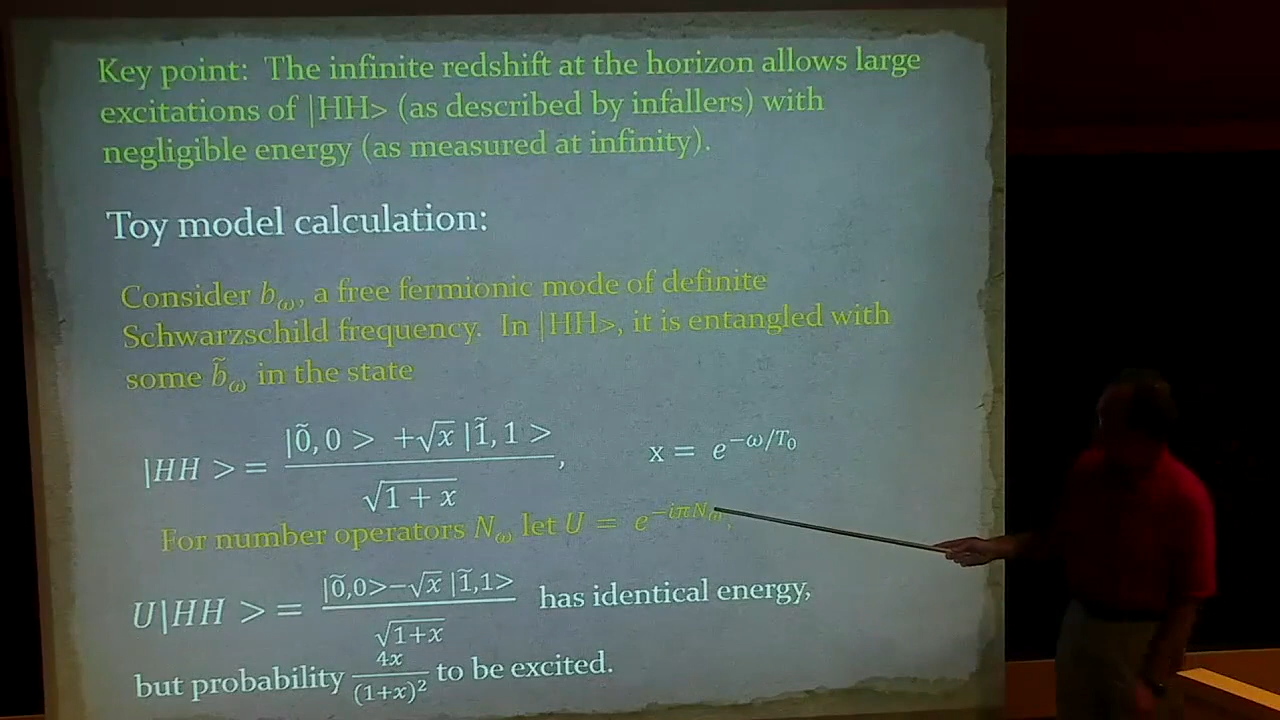 Key point: The infinite redshift at the horizon allows large
excitations of |HH> (as described by infallers) with
negligible energy (as measured at infinity).
Toy model calculation:
Consider b_ω, a free fermionic mode of definite
Schwarzschild frequency. In |HH>, it is entangled with
some b̃_ω in the state
|HH >= (|0̃, 0 > +√x |1̃, 1 >)/√(1 + x), x = e^{−ω/T₀}
For number operators N_ω let U = e^{−iπN_ω},
U|HH >= (|0̃,0>−√x |1̃,1>)/√(1+x) has identical energy,
but probability 4x/(1+x)² to be excited.